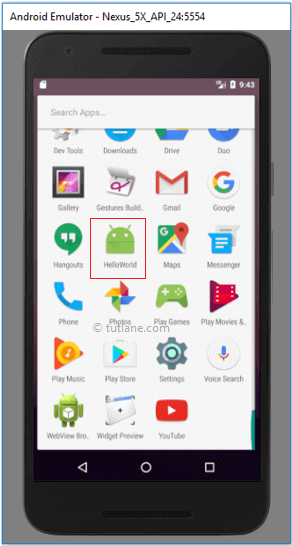 Android Emulator - Nexus_5X_API_24:5554
9:43
Search Apps...
Dev Tools Downloads Drive Duo
Gallery Gestures Build.. Gmail Google
Hangouts HelloWorld Maps Messenger
Phone Photos Play Games Play Movies &..
© tutlane.com
Play Music Play Store Settings Voice Search
WebView Bro.. Widget Preview YouTube